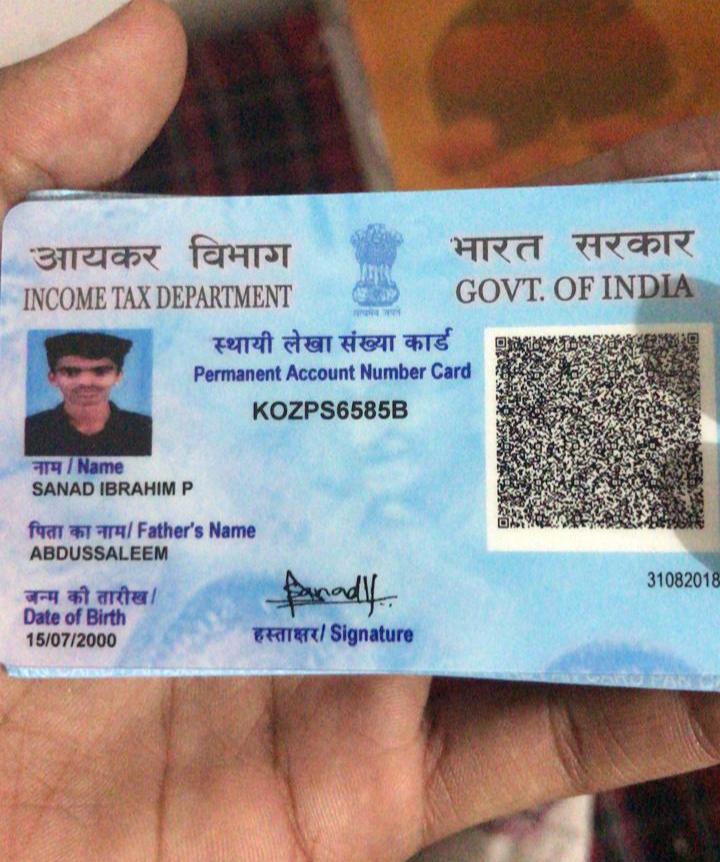 आयकर विभाग
INCOME TAX DEPARTMENT
भारत सरकार
GOVT. OF INDIA
सत्यमेव जयते
स्थायी लेखा संख्या कार्ड
Permanent Account Number Card
KOZPS6585B
नाम / Name
SANAD IBRAHIM P
पिता का नाम/ Father's Name
ABDUSSALEEM
जन्म की तारीख/
Date of Birth
15/07/2000
हस्ताक्षर/ Signature
31082018